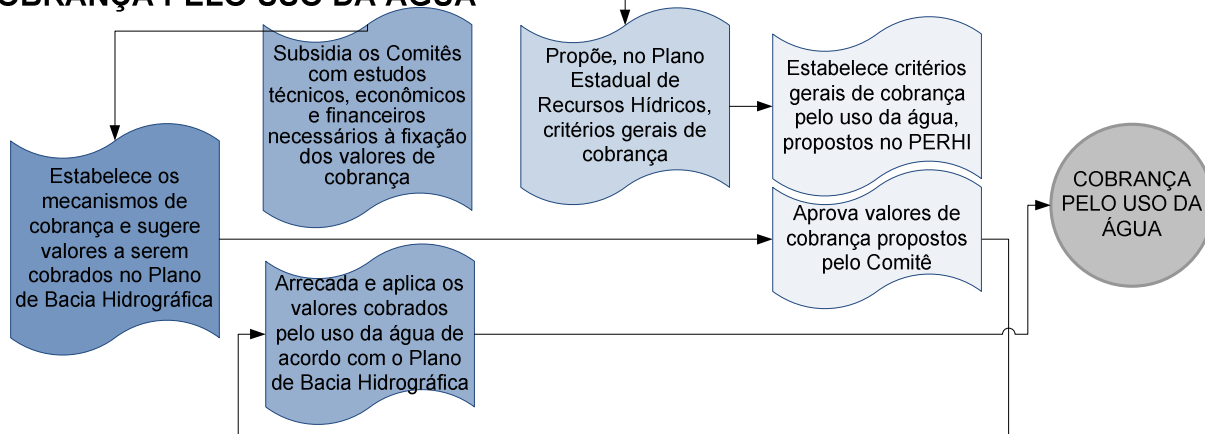 COBRANÇA PELO USO DA ÁGUA
Subsidia os Comitês
com estudos
técnicos, econômicos
e financeiros
necessários à fixação
dos valores de
cobrança
Propõe, no Plano
Estadual de
Recursos Hídricos,
critérios gerais de
cobrança
Estabelece critérios
gerais de cobrança
pelo uso da água,
propostos no PERHI
Estabelece os
mecanismos de
cobrança e sugere
valores a serem
cobrados no Plano
de Bacia Hidrográfica
Aprova valores de
cobrança propostos
pelo Comitê
COBRANÇA
PELO USO DA
ÁGUA
Arrecada e aplica os
valores cobrados
pelo uso da água de
acordo com o Plano
de Bacia Hidrográfica